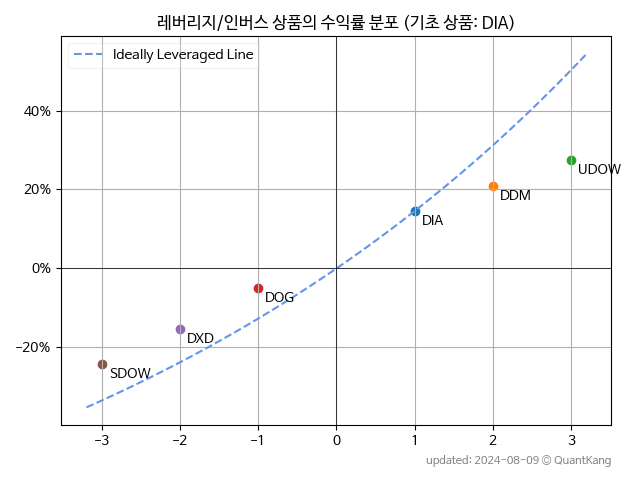 레버리지/인버스 상품의 수익률 분포 (기초 상품: DIA)
Ideally Leveraged Line
40%
20%
0%
−20%
UDOW
DDM
DIA
DOG
DXD
SDOW
−3 −2 −1 0 1 2 3
updated: 2024-08-09 © QuantKang